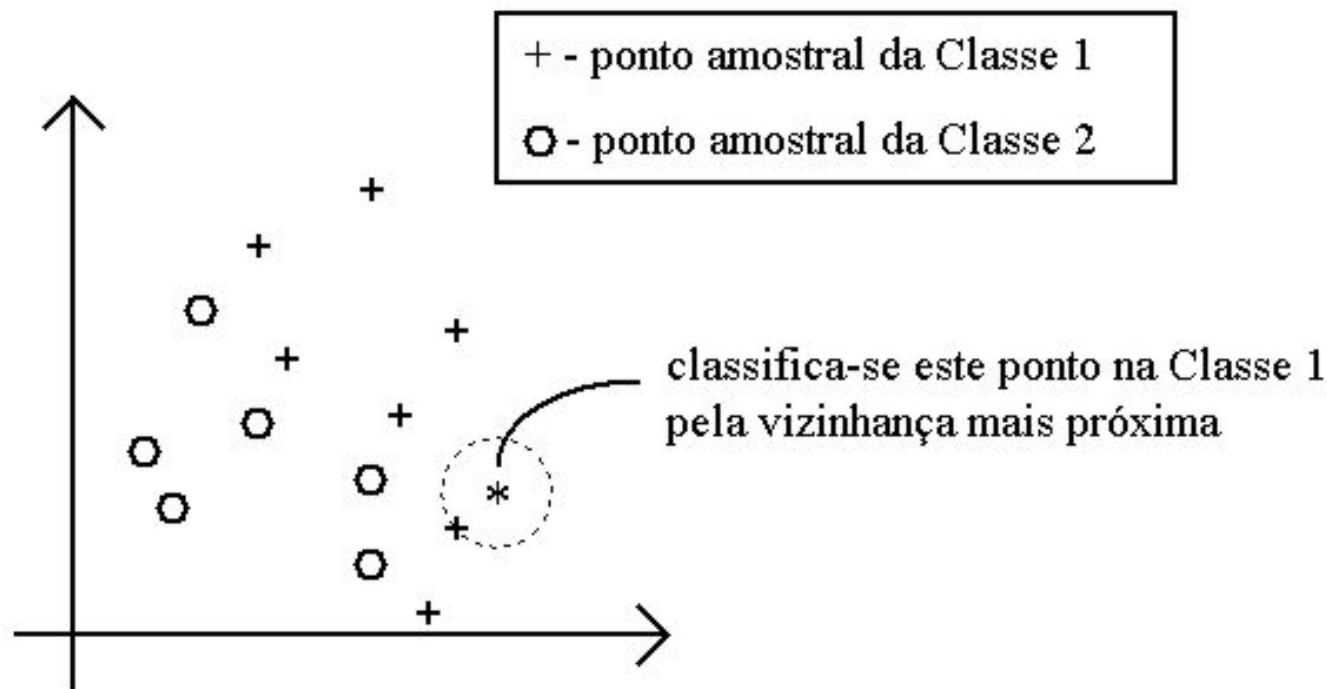 + - ponto amostral da Classe 1
O - ponto amostral da Classe 2
classifica-se este ponto na Classe 1
pela vizinhança mais próxima